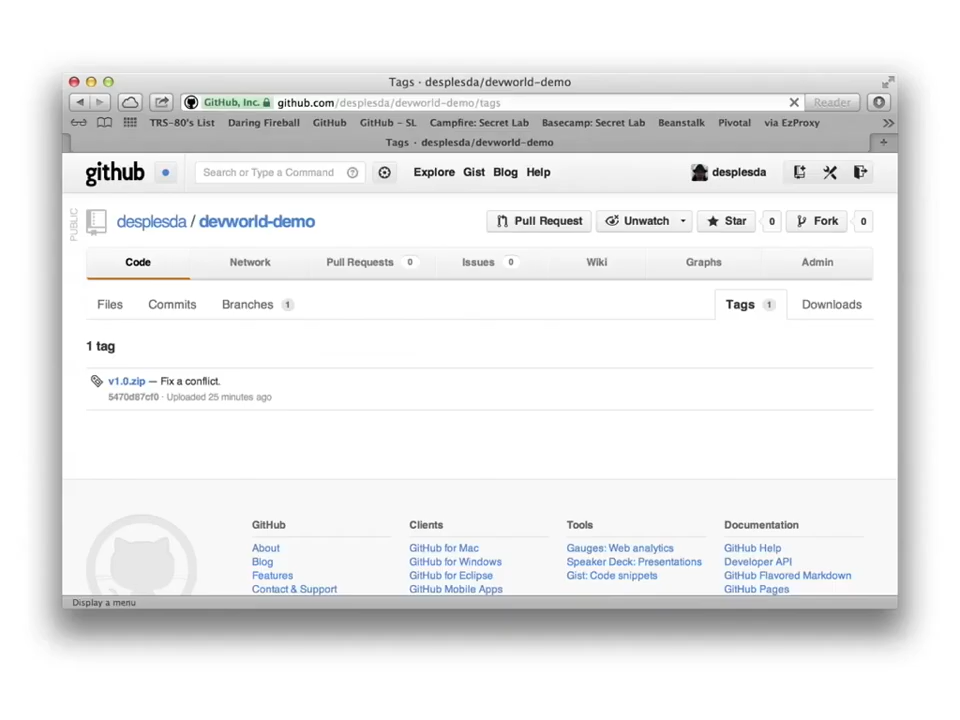 Tags · desplesda/devworld-demo
GitHub, Inc. github.com/desplesda/devworld-demo/tags Reader
TRS-80's List Daring Fireball GitHub GitHub – SL Campfire: Secret Lab Basecamp: Secret Lab Beanstalk Pivotal via EzProxy
Tags · desplesda/devworld-demo
github Search or Type a Command Explore Gist Blog Help desplesda
PUBLIC desplesda / devworld-demo Pull Request Unwatch Star 0 Fork 0
Code Network Pull Requests 0 Issues 0 Wiki Graphs Admin
Files Commits Branches 1 Tags 1 Downloads
1 tag
v1.0.zip — Fix a conflict.
5470d87cf0 · Uploaded 25 minutes ago
GitHub Clients Tools Documentation
About GitHub for Mac Gauges: Web analytics GitHub Help
Blog GitHub for Windows Speaker Deck: Presentations Developer API
Features GitHub for Eclipse Gist: Code snippets GitHub Flavored Markdown
Contact & Support GitHub Mobile Apps GitHub Pages
Display a menu